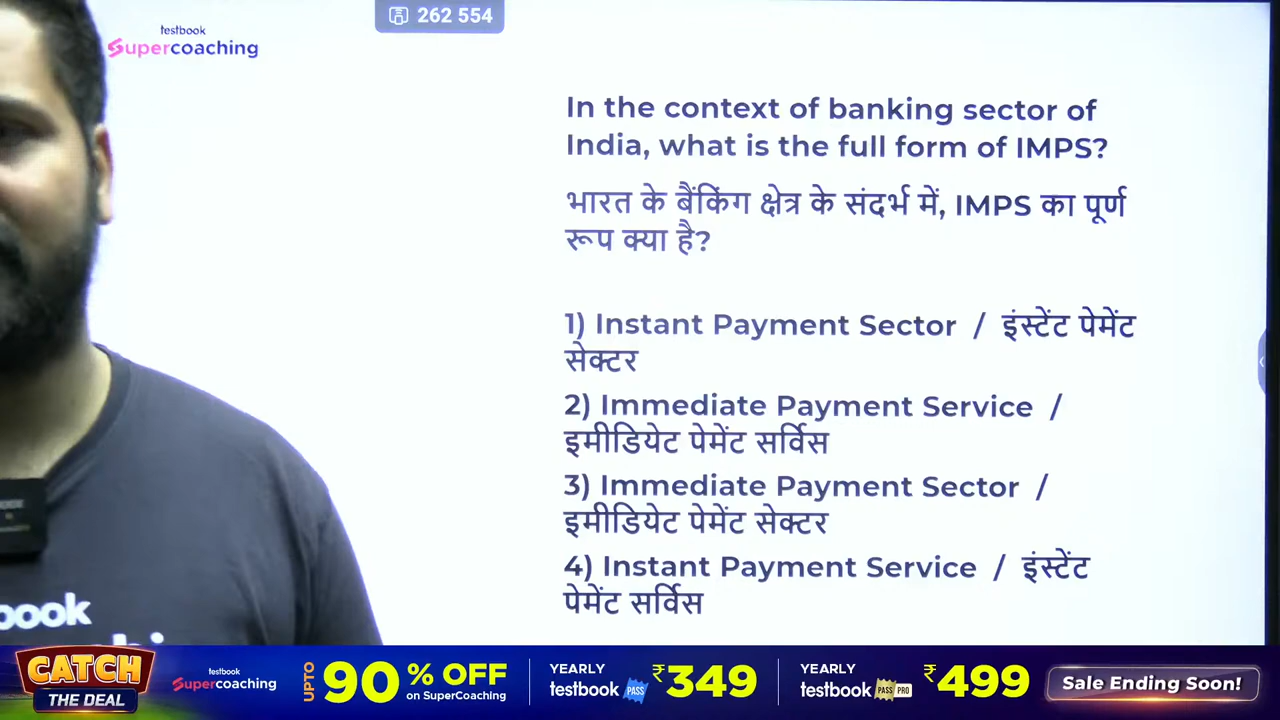 262 554
testbook
Supercoaching
In the context of banking sector of
India, what is the full form of IMPS?
भारत के बैंकिंग क्षेत्र के संदर्भ में, IMPS का पूर्ण
रूप क्या है?
1) Instant Payment Sector / इंस्टेंट पेमेंट
सेक्टर
2) Immediate Payment Service /
इमीडियेट पेमेंट सर्विस
3) Immediate Payment Sector /
इमीडियेट पेमेंट सेक्टर
4) Instant Payment Service / इंस्टेंट
पेमेंट सर्विस
book
CATCH
THE DEAL
testbook
Supercoaching
UPTO 90% OFF
on SuperCoaching
YEARLY
testbook PASS
₹349
YEARLY
testbook PASS PRO
₹499
Sale Ending Soon!